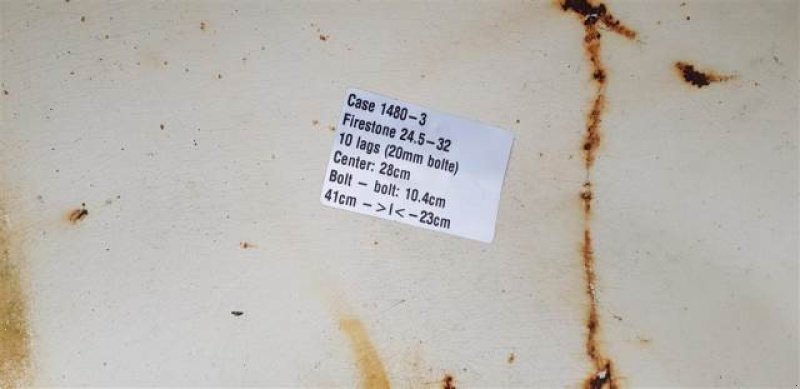 Case 1480-3
Firestone 24.5-32
10 lags (20mm bolte)
Center: 28cm
Bolt - bolt: 10.4cm
41cm ->I<-23cm